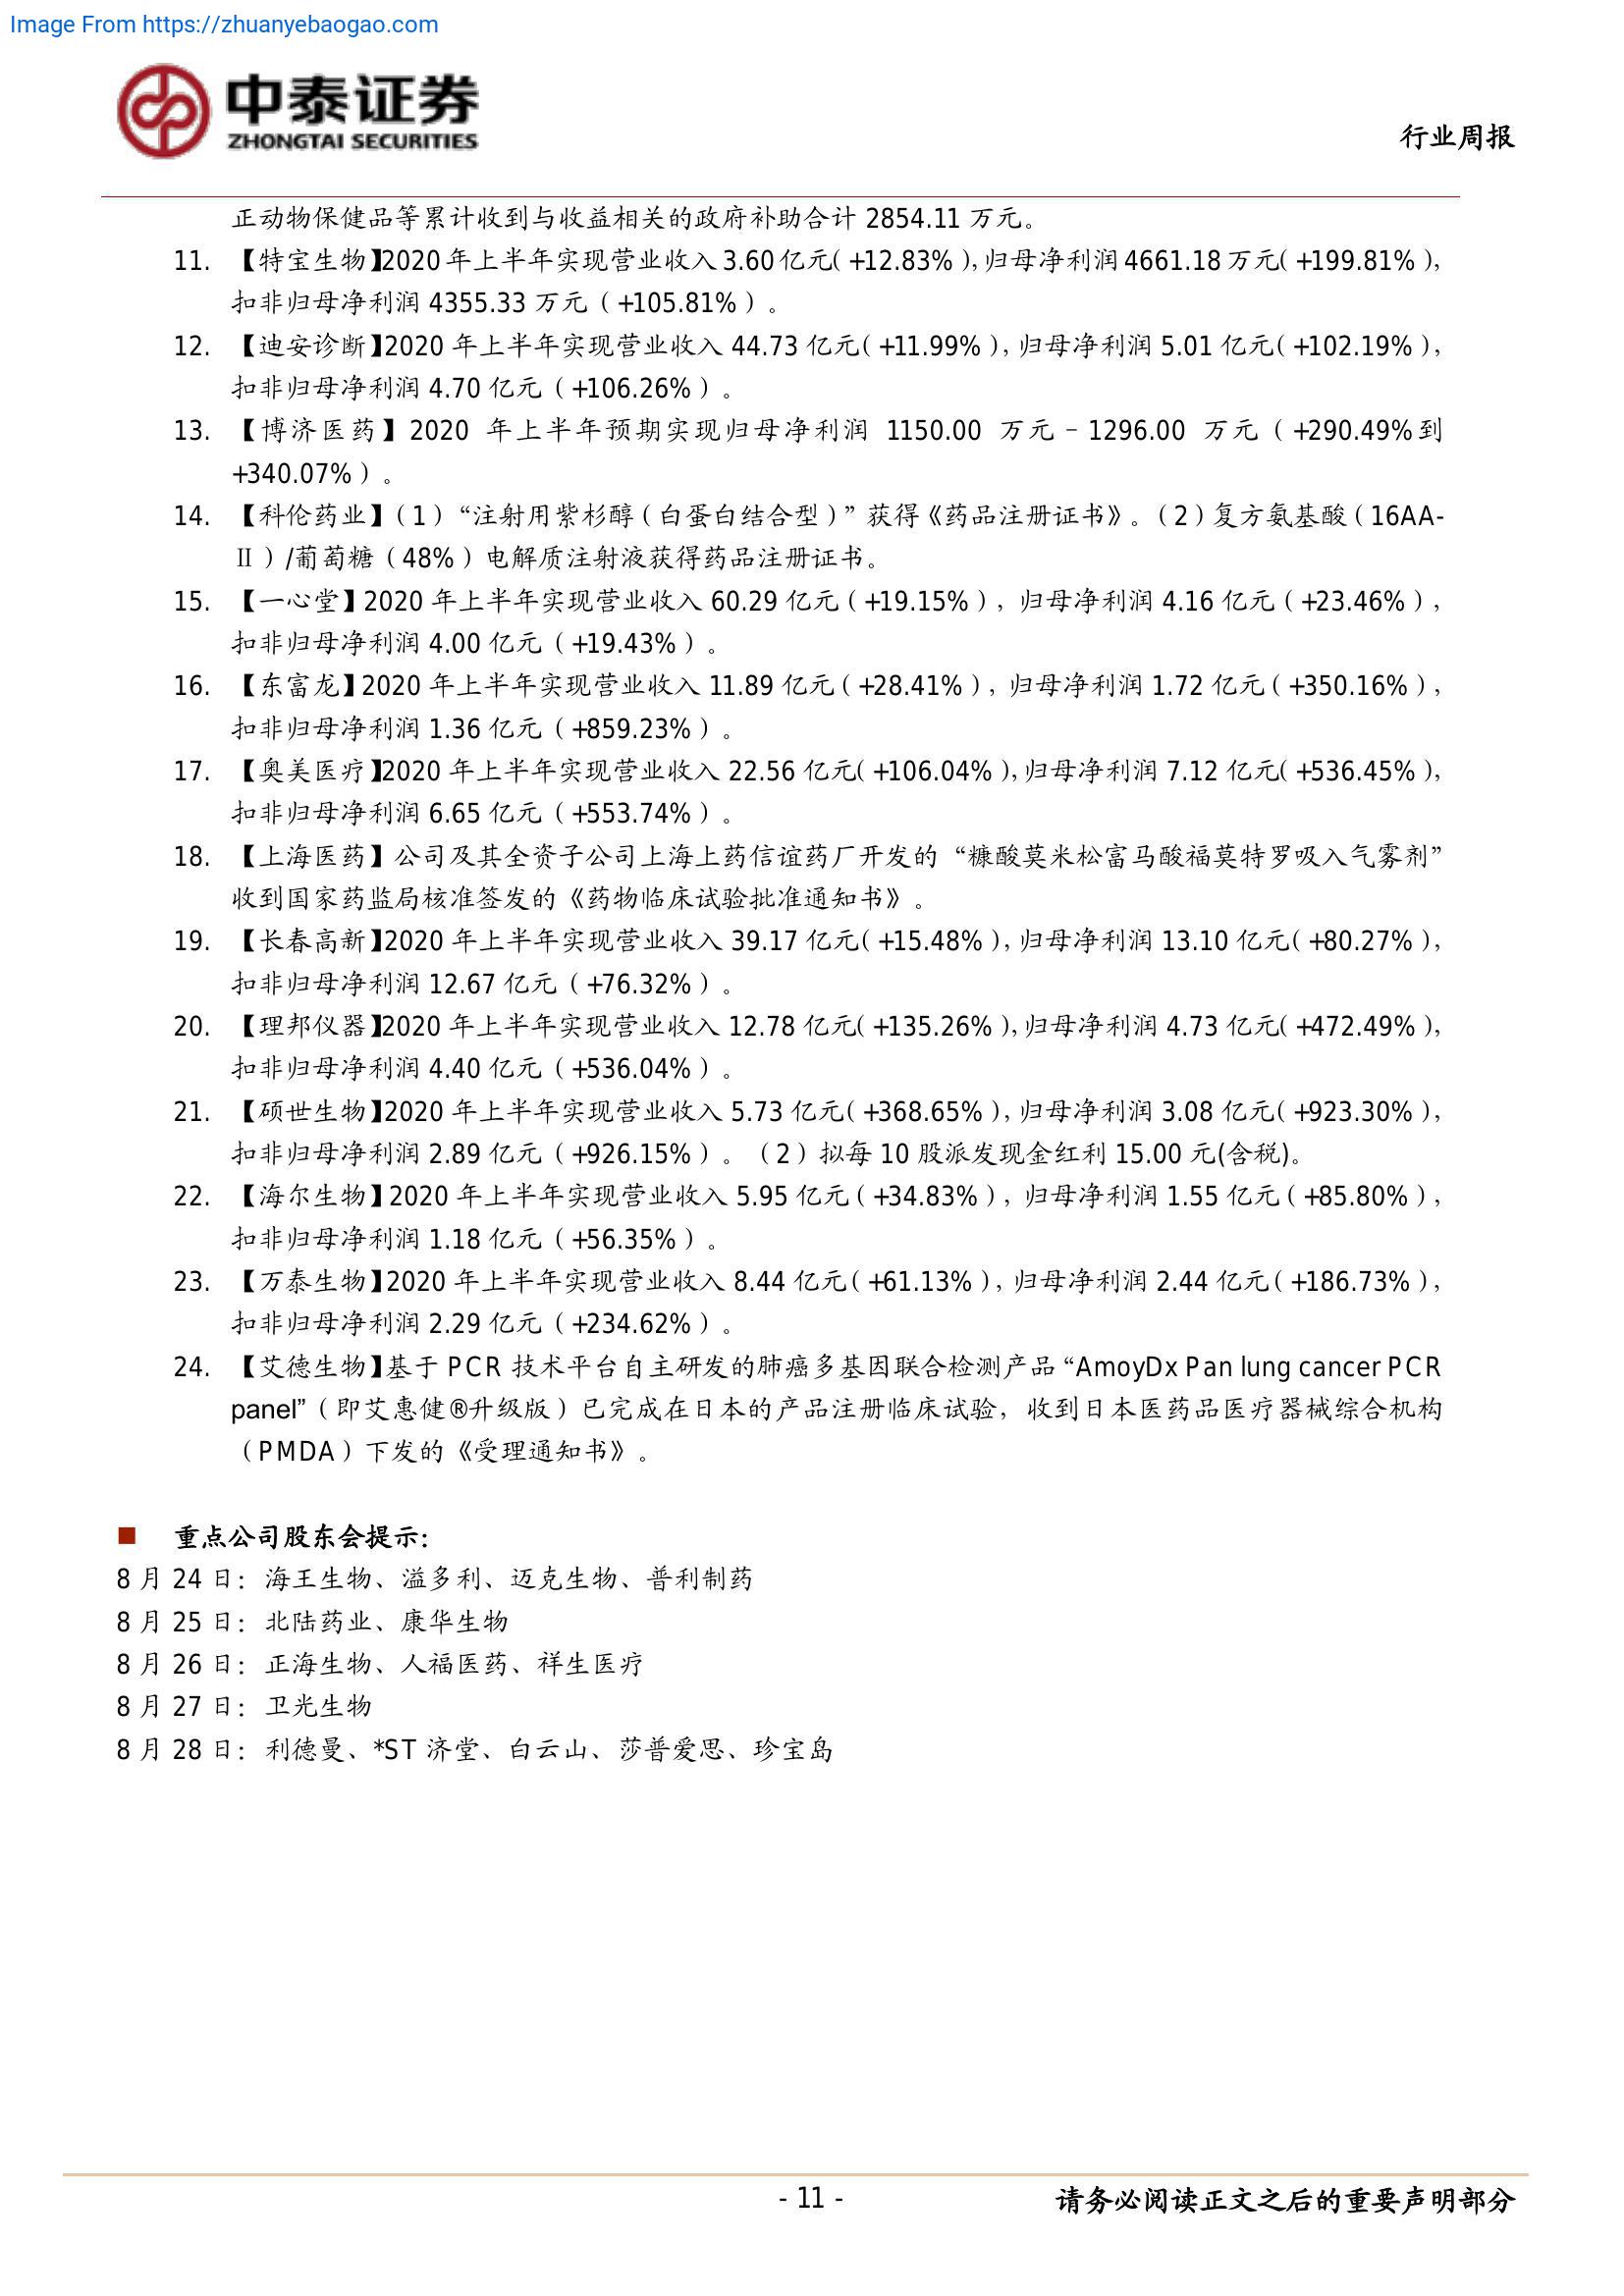 Image From https://zhuanyebaogao.com
中泰证券
ZHONGTAI SECURITIES
行业周报
正动物保健品等累计收到与收益相关的政府补助合计 2854.11 万元。
11. 【特宝生物】2020 年上半年实现营业收入 3.60 亿元（+12.83%），归母净利润 4661.18 万元（+199.81%），
扣非归母净利润 4355.33 万元（+105.81%）。
12. 【迪安诊断】2020 年上半年实现营业收入 44.73 亿元（+11.99%），归母净利润 5.01 亿元（+102.19%），
扣非归母净利润 4.70 亿元（+106.26%）。
13. 【博济医药】2020 年上半年预期实现归母净利润 1150.00 万元–1296.00 万元（+290.49%到
+340.07%）。
14. 【科伦药业】（1）“注射用紫杉醇（白蛋白结合型）”获得《药品注册证书》。（2）复方氨基酸（16AA-
Ⅱ）/葡萄糖（48%）电解质注射液获得药品注册证书。
15. 【一心堂】2020 年上半年实现营业收入 60.29 亿元（+19.15%），归母净利润 4.16 亿元（+23.46%），
扣非归母净利润 4.00 亿元（+19.43%）。
16. 【东富龙】2020 年上半年实现营业收入 11.89 亿元（+28.41%），归母净利润 1.72 亿元（+350.16%），
扣非归母净利润 1.36 亿元（+859.23%）。
17. 【奥美医疗】2020 年上半年实现营业收入 22.56 亿元（+106.04%），归母净利润 7.12 亿元（+536.45%），
扣非归母净利润 6.65 亿元（+553.74%）。
18. 【上海医药】公司及其全资子公司上海上药信谊药厂开发的“糠酸莫米松富马酸福莫特罗吸入气雾剂”
收到国家药监局核准签发的《药物临床试验批准通知书》。
19. 【长春高新】2020 年上半年实现营业收入 39.17 亿元（+15.48%），归母净利润 13.10 亿元（+80.27%），
扣非归母净利润 12.67 亿元（+76.32%）。
20. 【理邦仪器】2020 年上半年实现营业收入 12.78 亿元（+135.26%），归母净利润 4.73 亿元（+472.49%），
扣非归母净利润 4.40 亿元（+536.04%）。
21. 【硕世生物】2020 年上半年实现营业收入 5.73 亿元（+368.65%），归母净利润 3.08 亿元（+923.30%），
扣非归母净利润 2.89 亿元（+926.15%）。（2）拟每 10 股派发现金红利 15.00 元(含税)。
22. 【海尔生物】2020 年上半年实现营业收入 5.95 亿元（+34.83%），归母净利润 1.55 亿元（+85.80%），
扣非归母净利润 1.18 亿元（+56.35%）。
23. 【万泰生物】2020 年上半年实现营业收入 8.44 亿元（+61.13%），归母净利润 2.44 亿元（+186.73%），
扣非归母净利润 2.29 亿元（+234.62%）。
24. 【艾德生物】基于 PCR 技术平台自主研发的肺癌多基因联合检测产品“AmoyDx Pan lung cancer PCR
panel”（即艾惠健®升级版）已完成在日本的产品注册临床试验，收到日本医药品医疗器械综合机构
（PMDA）下发的《受理通知书》。
■ 重点公司股东会提示：
8 月 24 日：海王生物、溢多利、迈克生物、普利制药
8 月 25 日：北陆药业、康华生物
8 月 26 日：正海生物、人福医药、祥生医疗
8 月 27 日：卫光生物
8 月 28 日：利德曼、*ST 济堂、白云山、莎普爱思、珍宝岛
- 11 -
请务必阅读正文之后的重要声明部分